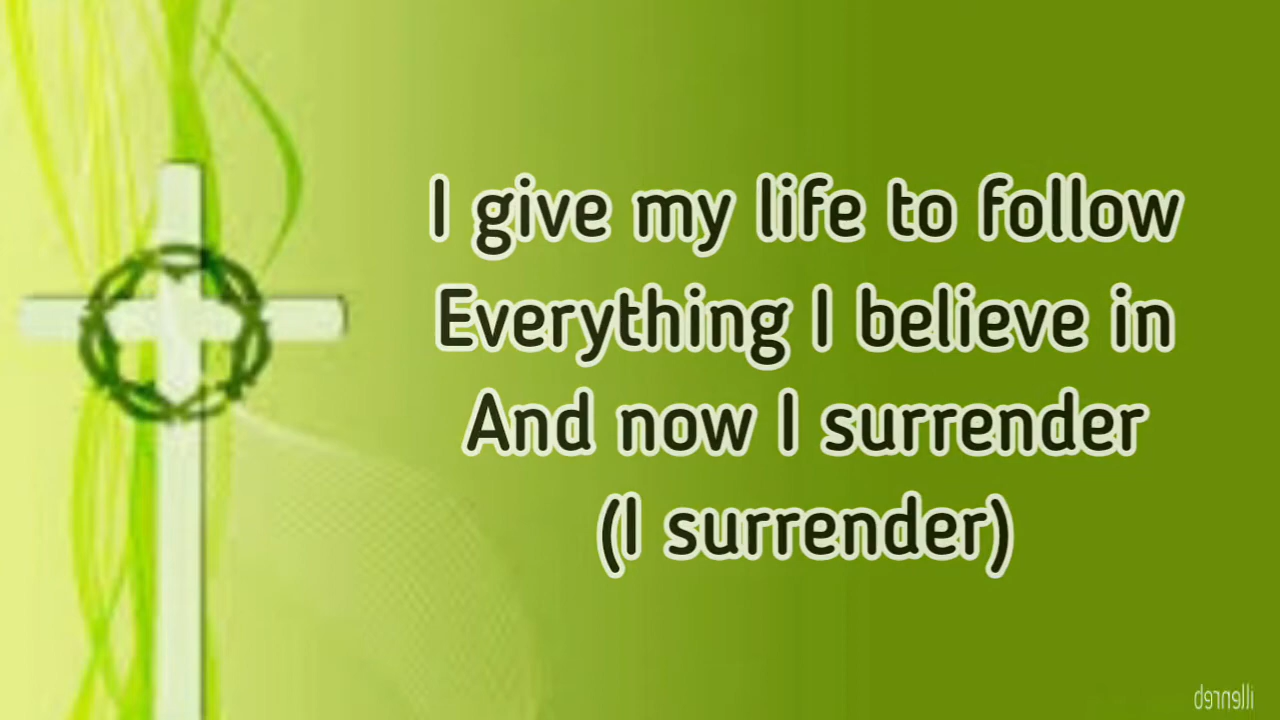 I give my life to follow
Everything I believe in
And now I surrender
(I surrender)